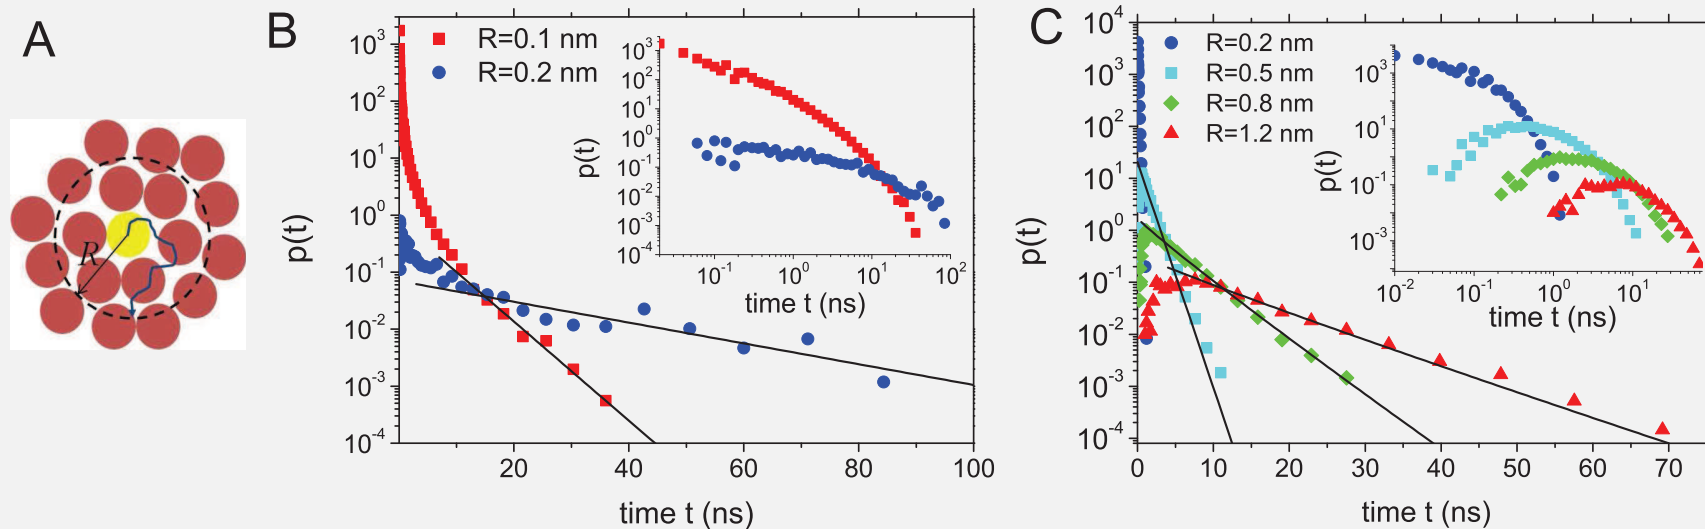 A
R
B
R=0.1 nm
R=0.2 nm
p(t)
10^3
10^2
10^1
10^0
10^-1
10^-2
10^-3
10^-4
20
40
60
80
100
time t (ns)
p(t)
10^3
10^2
10^1
10^0
10^-1
10^-2
10^-3
10^-4
10^-1
10^0
10^1
10^2
time t (ns)
C
R=0.2 nm
R=0.5 nm
R=0.8 nm
R=1.2 nm
p(t)
10^4
10^3
10^2
10^1
10^0
10^-1
10^-2
10^-3
10^-4
0
10
20
30
40
50
60
70
time t (ns)
p(t)
10^3
10^1
10^-1
10^-3
10^-2
10^-1
10^0
10^1
time t (ns)